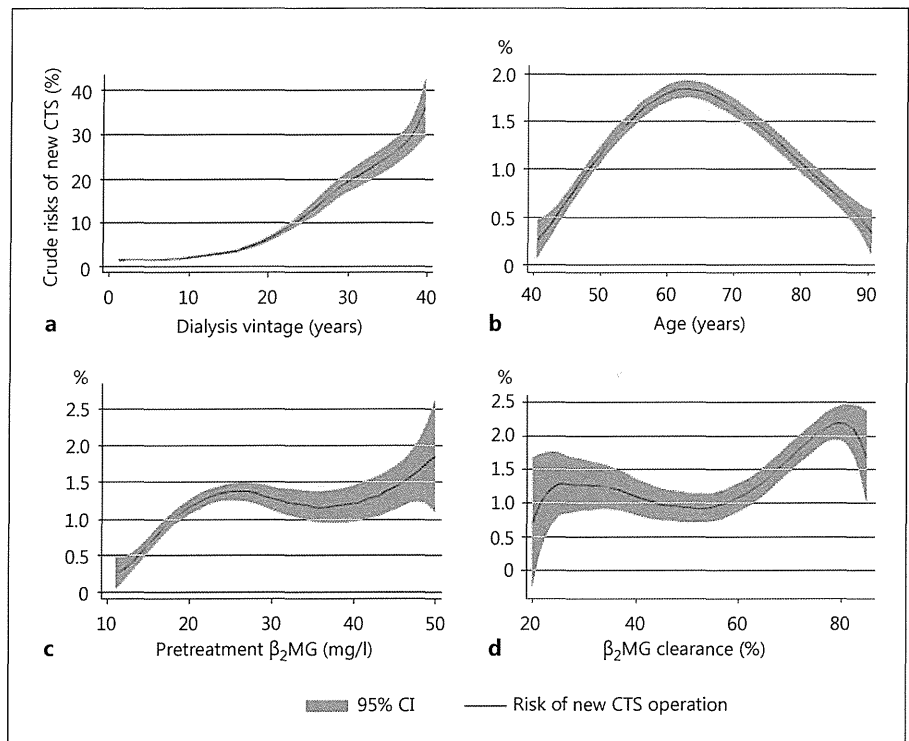 Crude risks of new CTS (%)
40
30
20
10
0
0 10 20 30 40
a Dialysis vintage (years)
%
2.0
1.5
1.0
0.5
0
40 50 60 70 80 90
b Age (years)
%
2.5
2.0
1.5
1.0
0.5
0
10 20 30 40 50
c Pretreatment β₂MG (mg/l)
%
2.5
2.0
1.5
1.0
0.5
0
20 40 60 80
d β₂MG clearance (%)
95% CI Risk of new CTS operation